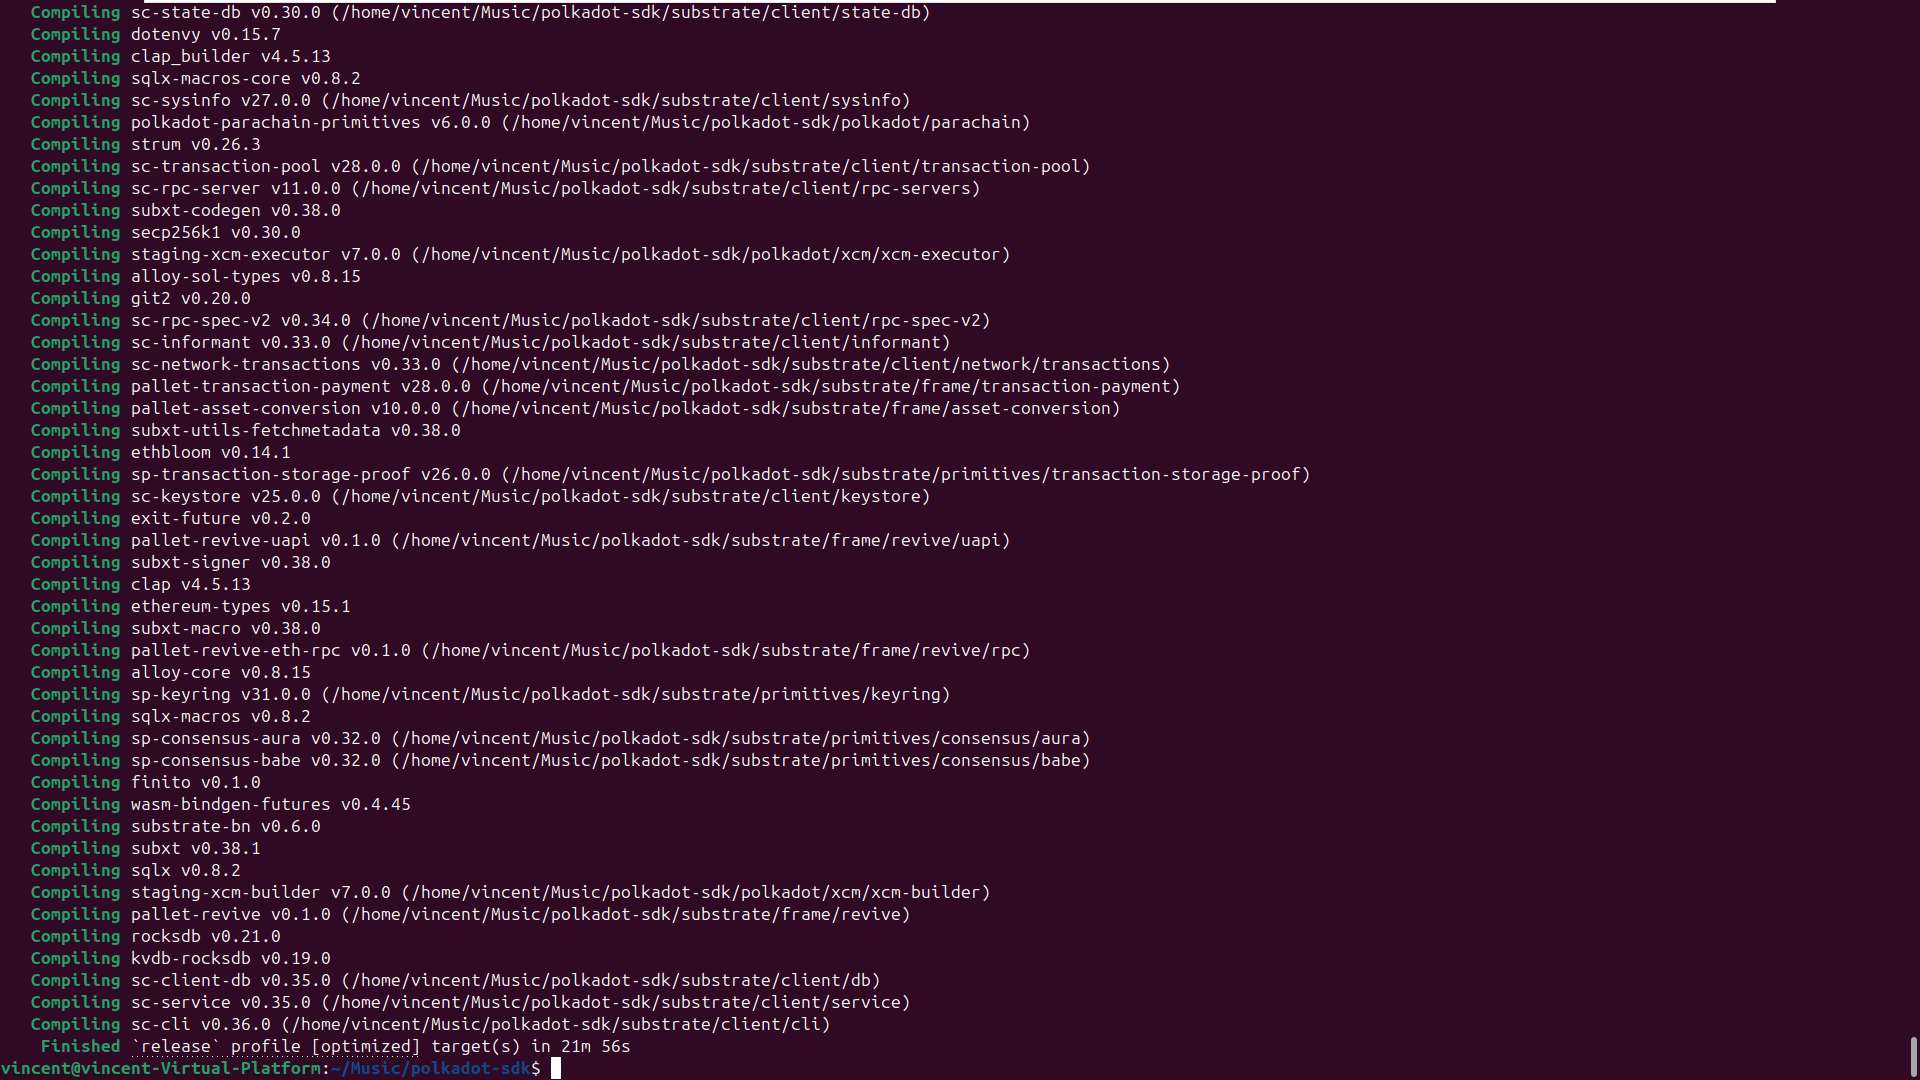 Compiling sc-state-db v0.30.0 (/home/vincent/Music/polkadot-sdk/substrate/client/state-db)
Compiling dotenvy v0.15.7
Compiling clap_builder v4.5.13
Compiling sqlx-macros-core v0.8.2
Compiling sc-sysinfo v27.0.0 (/home/vincent/Music/polkadot-sdk/substrate/client/sysinfo)
Compiling polkadot-parachain-primitives v6.0.0 (/home/vincent/Music/polkadot-sdk/polkadot/parachain)
Compiling strum v0.26.3
Compiling sc-transaction-pool v28.0.0 (/home/vincent/Music/polkadot-sdk/substrate/client/transaction-pool)
Compiling sc-rpc-server v11.0.0 (/home/vincent/Music/polkadot-sdk/substrate/client/rpc-servers)
Compiling subxt-codegen v0.38.0
Compiling secp256k1 v0.30.0
Compiling staging-xcm-executor v7.0.0 (/home/vincent/Music/polkadot-sdk/polkadot/xcm/xcm-executor)
Compiling alloy-sol-types v0.8.15
Compiling git2 v0.20.0
Compiling sc-rpc-spec-v2 v0.34.0 (/home/vincent/Music/polkadot-sdk/substrate/client/rpc-spec-v2)
Compiling sc-informant v0.33.0 (/home/vincent/Music/polkadot-sdk/substrate/client/informant)
Compiling sc-network-transactions v0.33.0 (/home/vincent/Music/polkadot-sdk/substrate/client/network/transactions)
Compiling pallet-transaction-payment v28.0.0 (/home/vincent/Music/polkadot-sdk/substrate/frame/transaction-payment)
Compiling pallet-asset-conversion v10.0.0 (/home/vincent/Music/polkadot-sdk/substrate/frame/asset-conversion)
Compiling subxt-utils-fetchmetadata v0.38.0
Compiling ethbloom v0.14.1
Compiling sp-transaction-storage-proof v26.0.0 (/home/vincent/Music/polkadot-sdk/substrate/primitives/transaction-storage-proof)
Compiling sc-keystore v25.0.0 (/home/vincent/Music/polkadot-sdk/substrate/client/keystore)
Compiling exit-future v0.2.0
Compiling pallet-revive-uapi v0.1.0 (/home/vincent/Music/polkadot-sdk/substrate/frame/revive/uapi)
Compiling subxt-signer v0.38.0
Compiling clap v4.5.13
Compiling ethereum-types v0.15.1
Compiling subxt-macro v0.38.0
Compiling pallet-revive-eth-rpc v0.1.0 (/home/vincent/Music/polkadot-sdk/substrate/frame/revive/rpc)
Compiling alloy-core v0.8.15
Compiling sp-keyring v31.0.0 (/home/vincent/Music/polkadot-sdk/substrate/primitives/keyring)
Compiling sqlx-macros v0.8.2
Compiling sp-consensus-aura v0.32.0 (/home/vincent/Music/polkadot-sdk/substrate/primitives/consensus/aura)
Compiling sp-consensus-babe v0.32.0 (/home/vincent/Music/polkadot-sdk/substrate/primitives/consensus/babe)
Compiling finito v0.1.0
Compiling wasm-bindgen-futures v0.4.45
Compiling substrate-bn v0.6.0
Compiling subxt v0.38.1
Compiling sqlx v0.8.2
Compiling staging-xcm-builder v7.0.0 (/home/vincent/Music/polkadot-sdk/polkadot/xcm/xcm-builder)
Compiling pallet-revive v0.1.0 (/home/vincent/Music/polkadot-sdk/substrate/frame/revive)
Compiling rocksdb v0.21.0
Compiling kvdb-rocksdb v0.19.0
Compiling sc-client-db v0.35.0 (/home/vincent/Music/polkadot-sdk/substrate/client/db)
Compiling sc-service v0.35.0 (/home/vincent/Music/polkadot-sdk/substrate/client/service)
Compiling sc-cli v0.36.0 (/home/vincent/Music/polkadot-sdk/substrate/client/cli)
Finished `release` profile [optimized] target(s) in 21m 56s
vincent@vincent-Virtual-Platform:~/Music/polkadot-sdk$